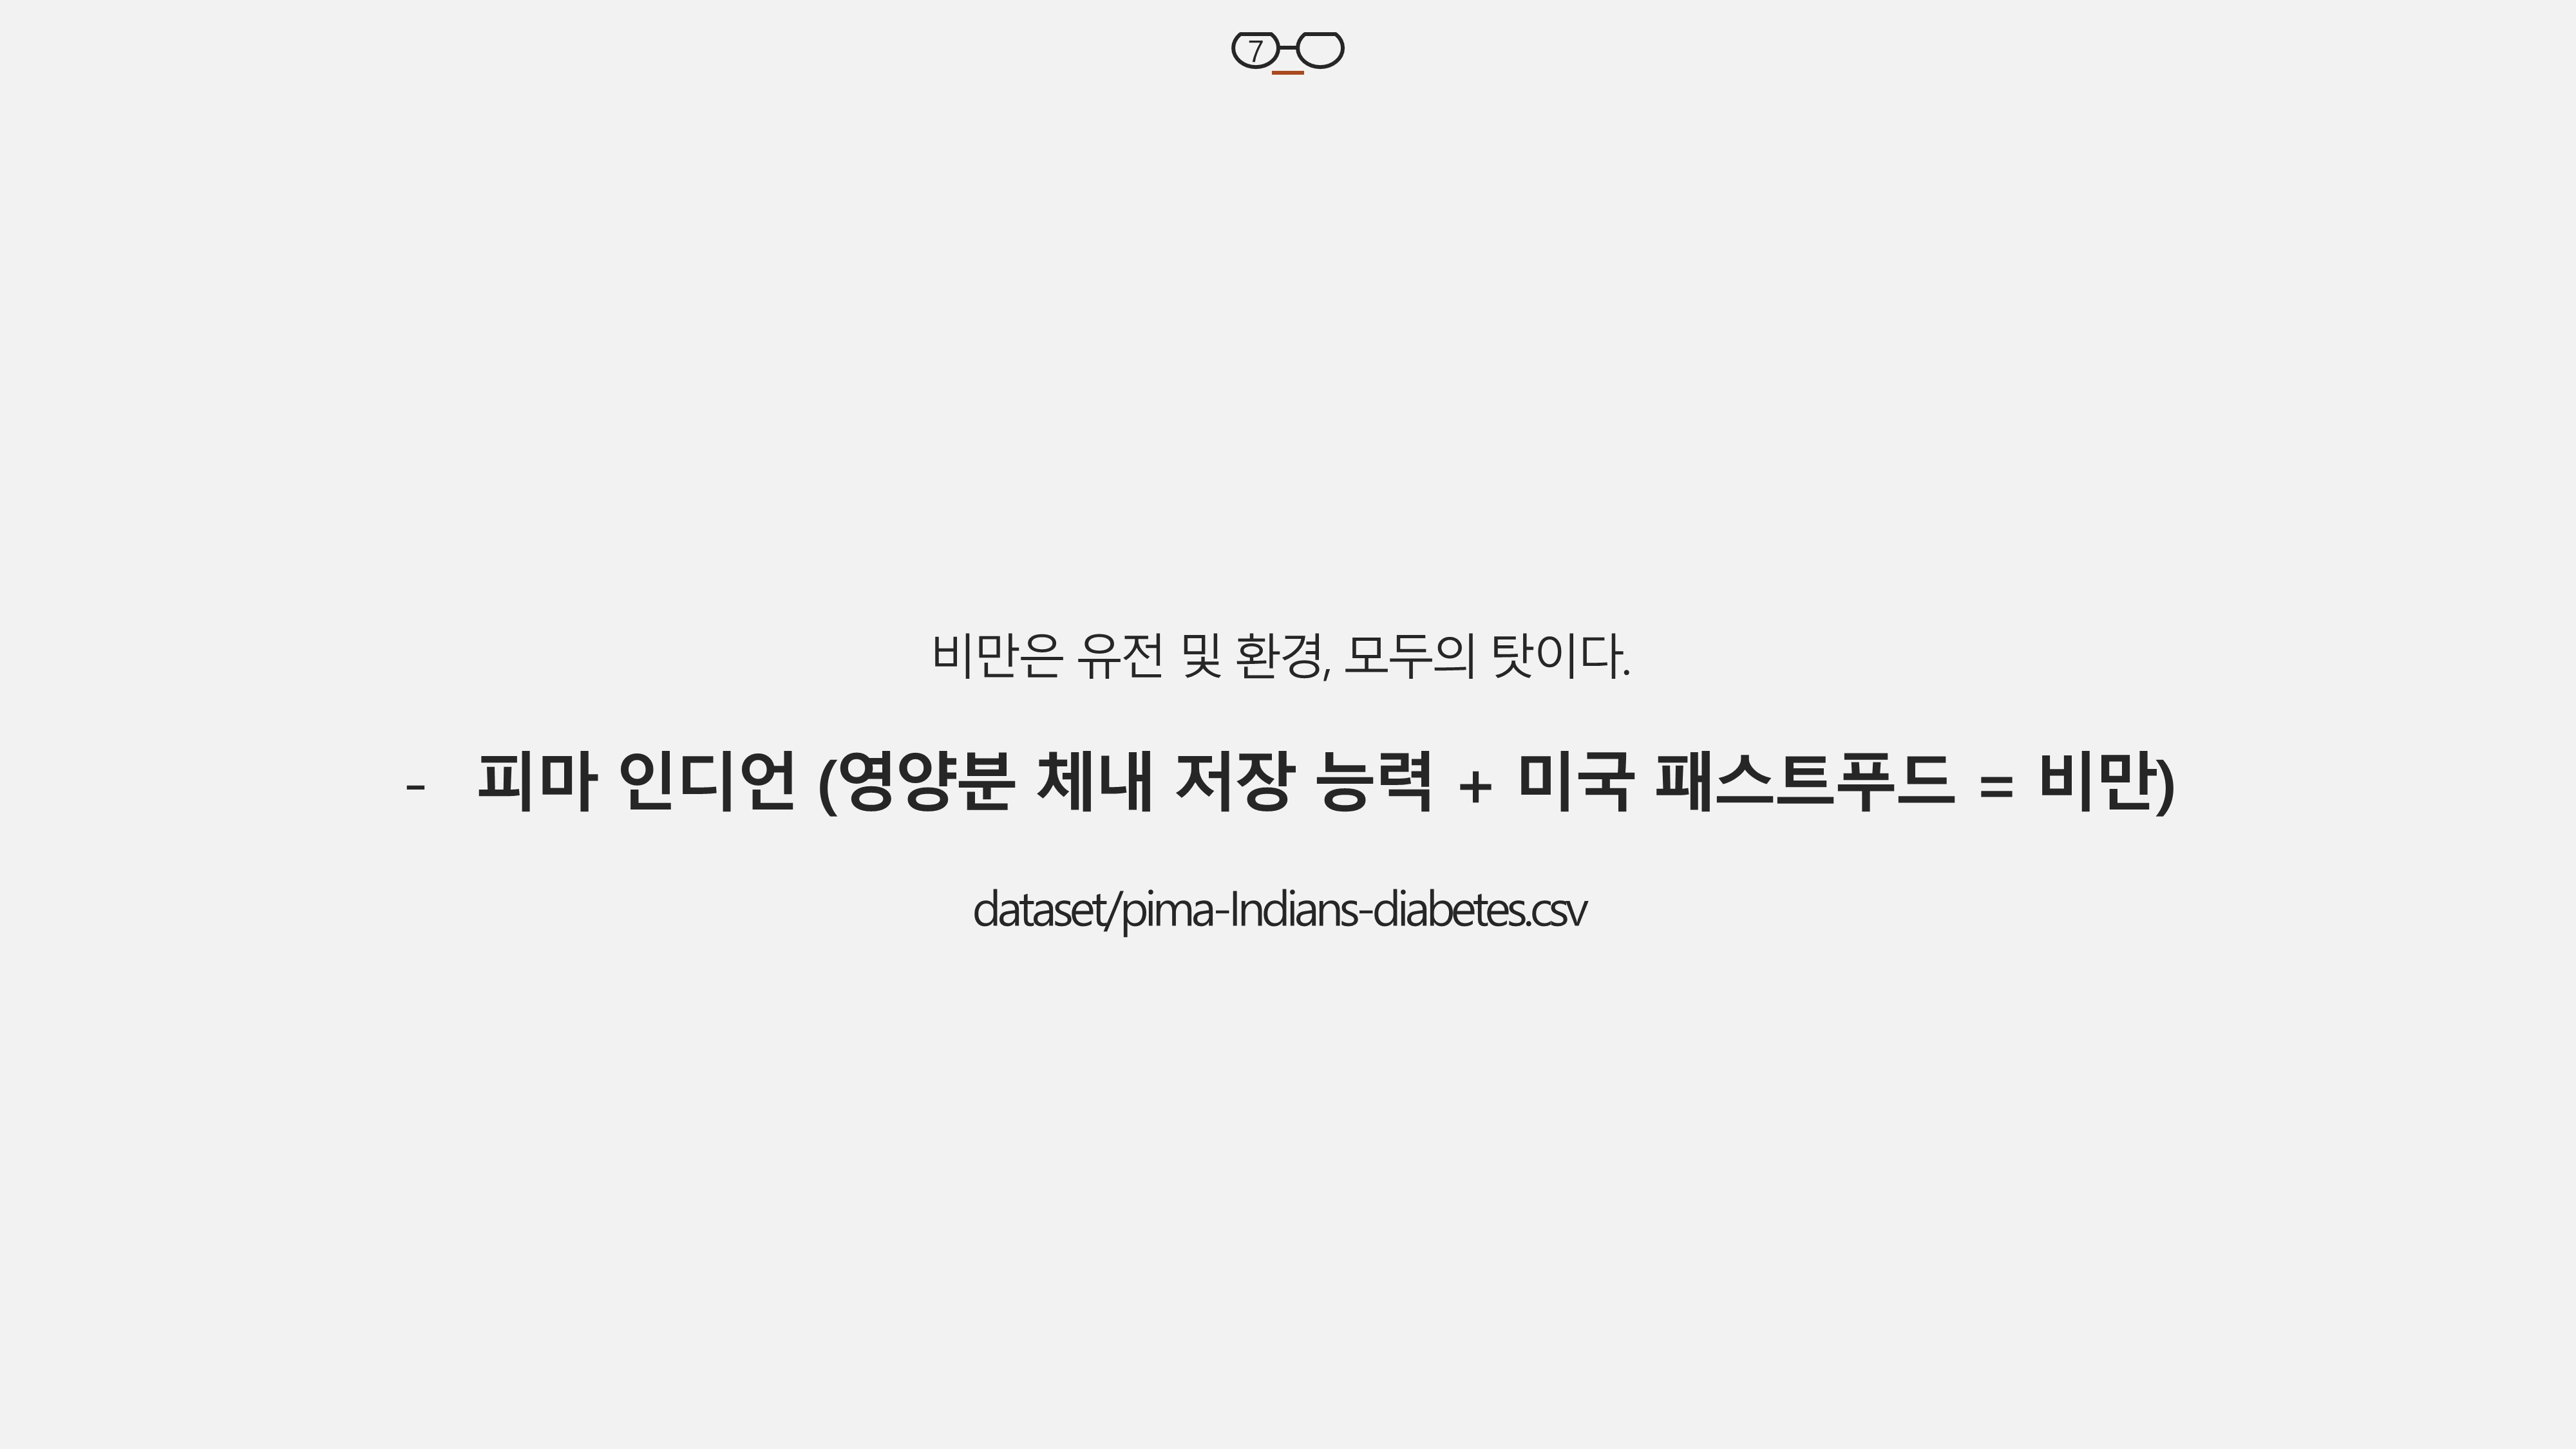 7
비만은 유전 및 환경, 모두의 탓이다.
- 피마 인디언 (영양분 체내 저장 능력 + 미국 패스트푸드 = 비만)
dataset/pima-Indians-diabetes.csv